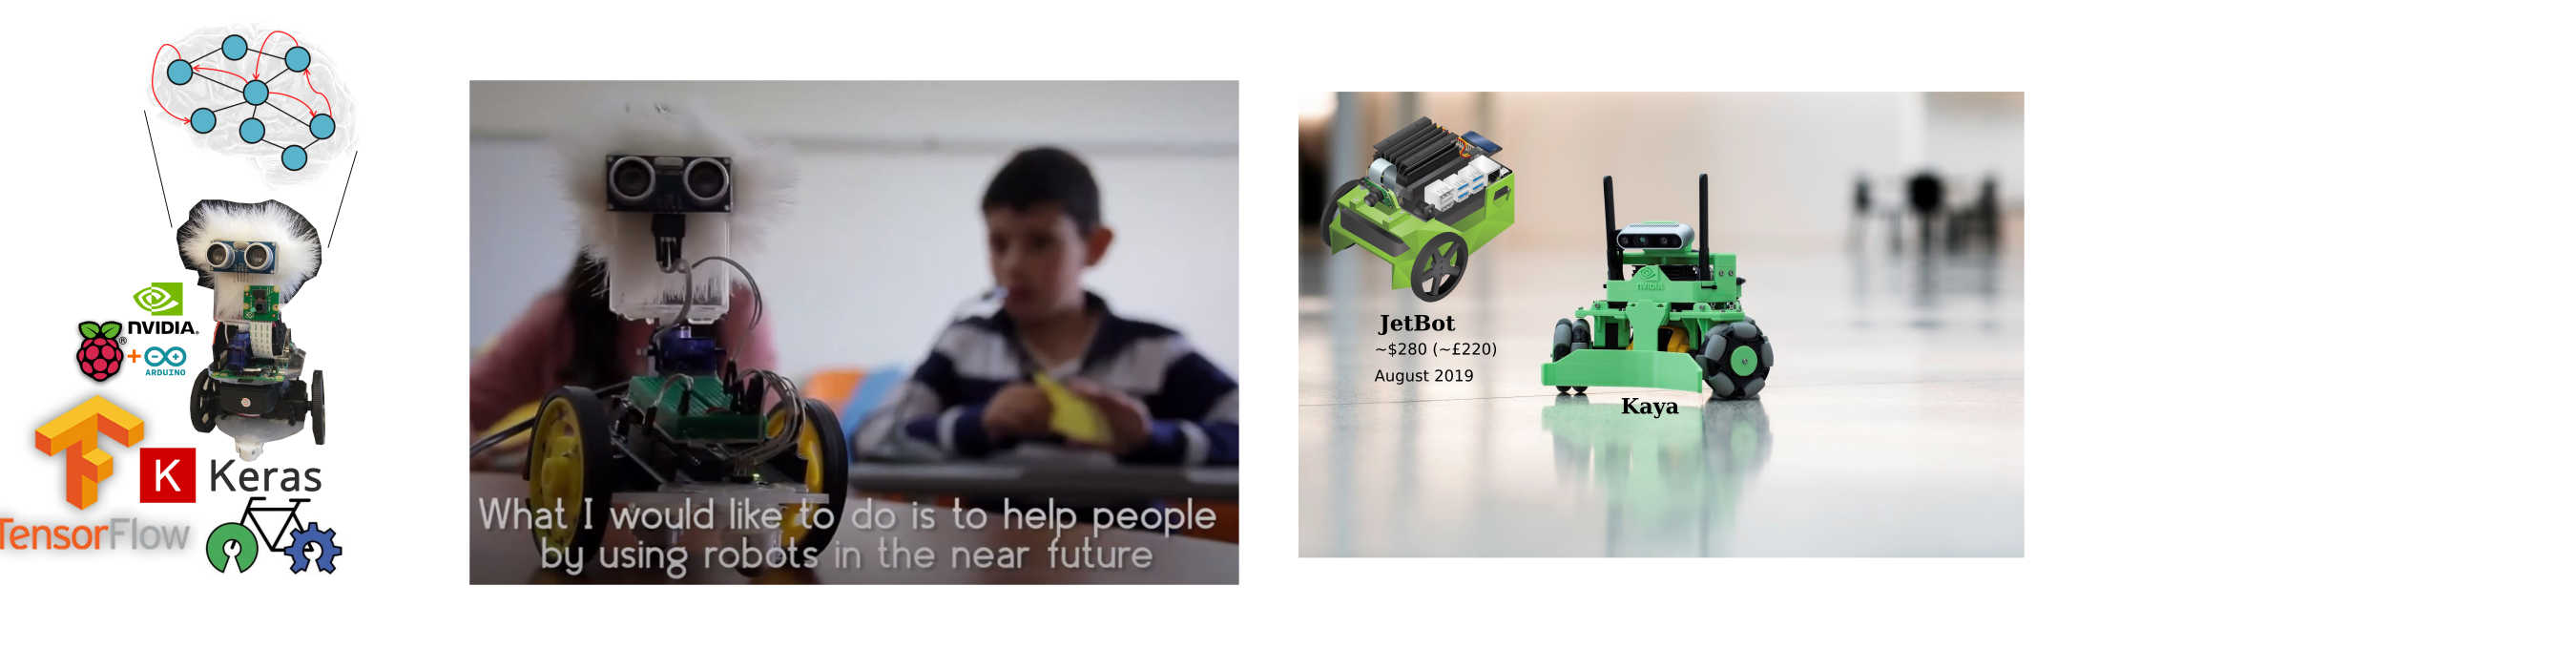 NVIDIA.
®
+
ARDUINO
K Keras
TensorFlow
What I would like to do is to help people
by using robots in the near future
JetBot
~$280 (~£220)
August 2019
NVIDIA
Kaya